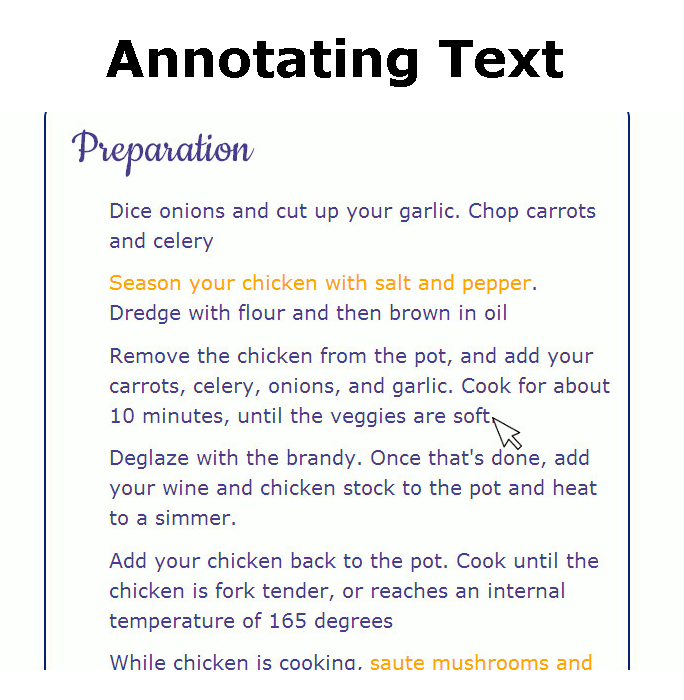 Annotating Text
Preparation
Dice onions and cut up your garlic. Chop carrots
and celery
Season your chicken with salt and pepper.
Dredge with flour and then brown in oil
Remove the chicken from the pot, and add your
carrots, celery, onions, and garlic. Cook for about
10 minutes, until the veggies are soft.
Deglaze with the brandy. Once that's done, add
your wine and chicken stock to the pot and heat
to a simmer.
Add your chicken back to the pot. Cook until the
chicken is fork tender, or reaches an internal
temperature of 165 degrees
While chicken is cooking, saute mushrooms and